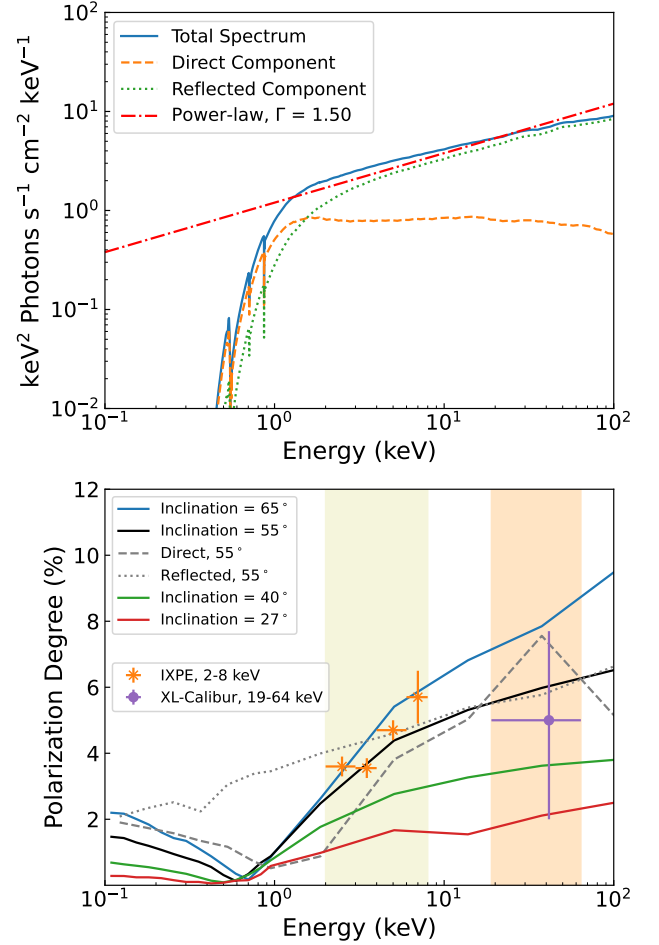 10²
10¹
10⁰
10⁻¹
10⁻²
keV² Photons s⁻¹ cm⁻² keV⁻¹
Total Spectrum
Direct Component
Reflected Component
Power-law, Γ = 1.50
10⁻¹ 10⁰ 10¹ 10²
Energy (keV)
12
10
8
6
4
2
Polarization Degree (%)
Inclination = 65°
Inclination = 55°
Direct, 55°
Reflected, 55°
Inclination = 40°
Inclination = 27°
IXPE, 2-8 keV
XL-Calibur, 19-64 keV
10⁻¹ 10⁰ 10¹ 10²
Energy (keV)